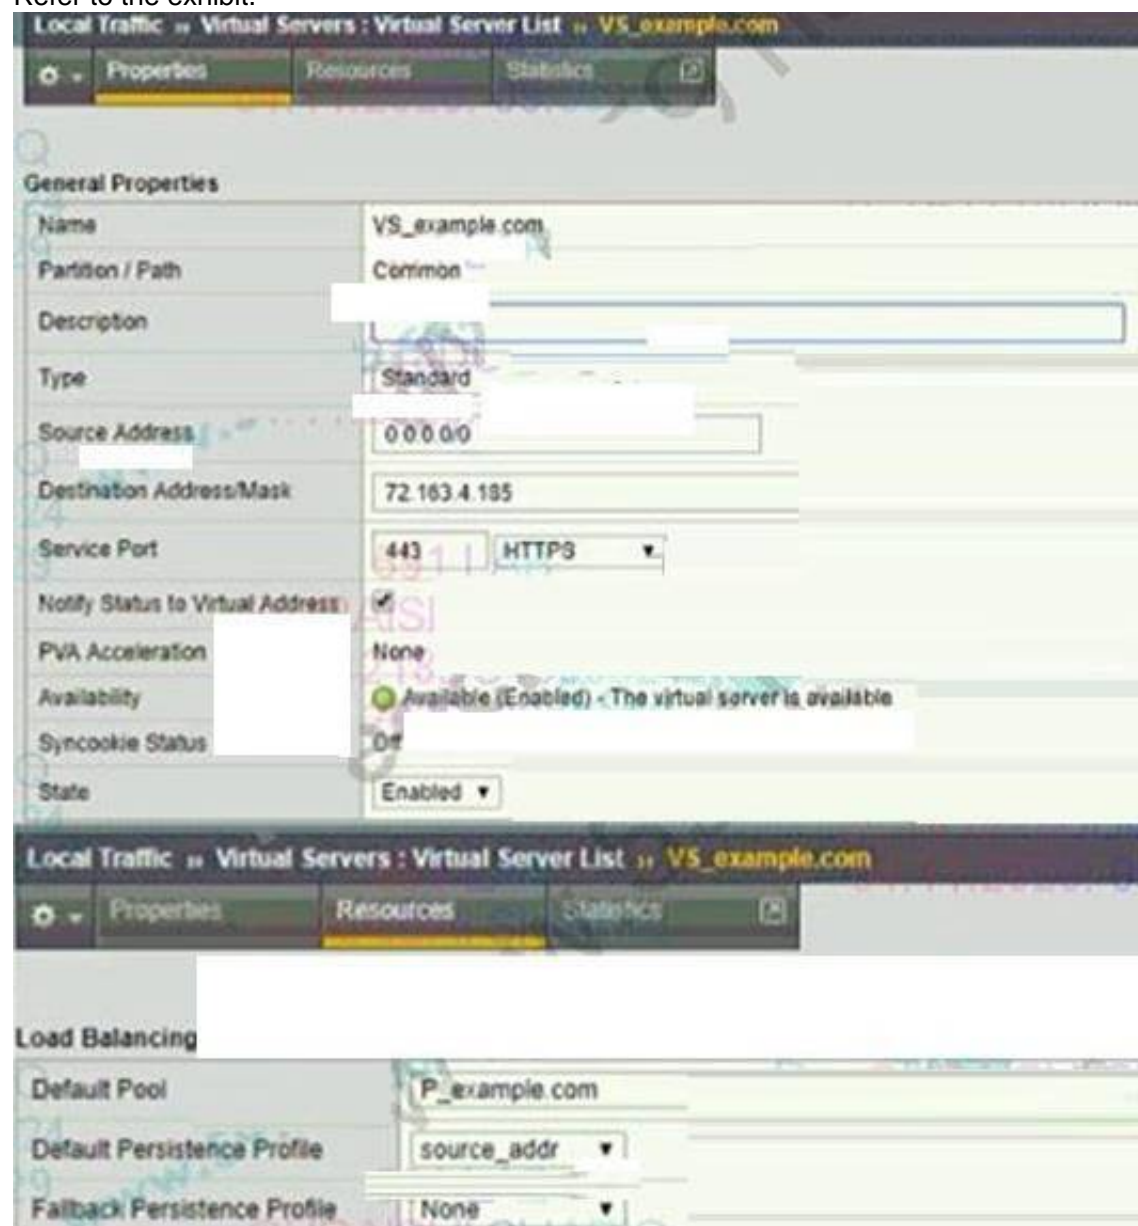 Refer to the exhibit.
Local Traffic ›› Virtual Servers : Virtual Server List ›› VS_example.com
Properties Resources Statistics
General Properties
Name VS_example.com
Partition / Path Common
Description
Type Standard
Source Address 0.0.0.0/0
Destination Address/Mask 72.163.4.185
Service Port 443 HTTPS
Notify Status to Virtual Address
PVA Acceleration None
Availability Available (Enabled) - The virtual server is available
Syncookie Status Off
State Enabled
Local Traffic ›› Virtual Servers : Virtual Server List ›› VS_example.com
Properties Resources Statistics
Load Balancing
Default Pool P_example.com
Default Persistence Profile source_addr
Fallback Persistence Profile None